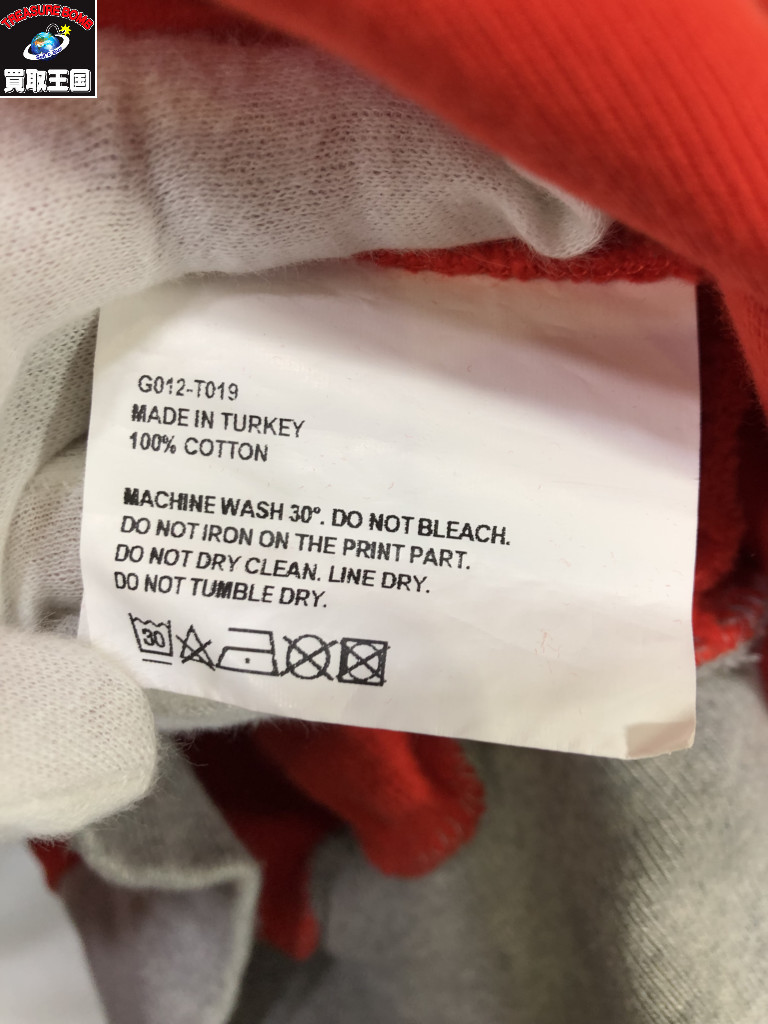 TREASURE BOMB
買取王国
G012-T019
MADE IN TURKEY
100% COTTON
MACHINE WASH 30°. DO NOT BLEACH.
DO NOT IRON ON THE PRINT PART.
DO NOT DRY CLEAN. LINE DRY.
DO NOT TUMBLE DRY.
30